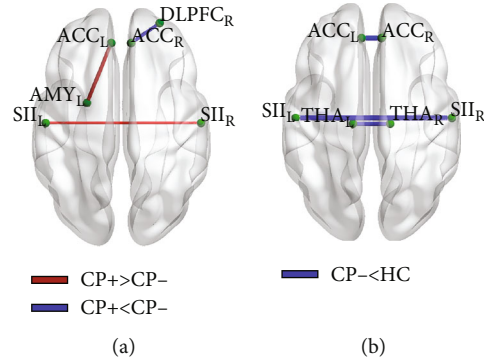 DLPFC_R
ACC_L ACC_R
AMY_L
SII_L SII_R
CP+>CP−
CP+<CP−
(a)
ACC_L ACC_R
SII_L THA_L THA_R SII_R
CP−<HC
(b)